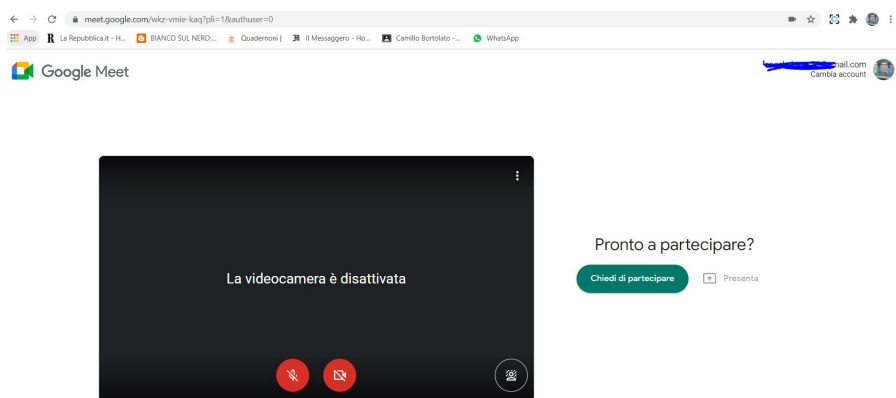 meet.google.com/wkz-vmie-kaq?pli=1&authuser=0
App La Repubblica.it - H... BIANCO SUL NERO:... Quadernoni | Il Messaggero - Ho... Camillo Bortolato -... WhatsApp
Google Meet
mail.com
Cambia account
La videocamera è disattivata
Pronto a partecipare?
Chiedi di partecipare Presenta